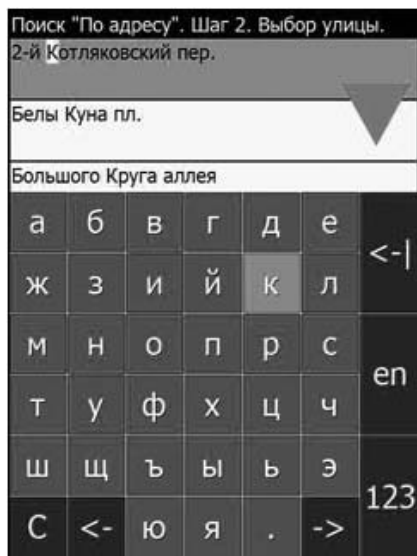 Поиск "По адресу". Шаг 2. Выбор улицы.
2-й Котляковский пер.
Белы Куна пл.
Большого Круга аллея
а б в г д е <-|
ж з и й к л
м н о п р с en
т у ф х ц ч
ш щ ъ ы ь э 123
С <- ю я . ->